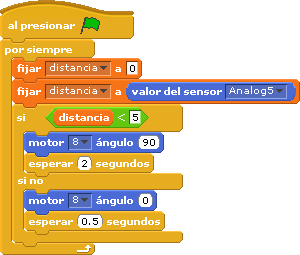 al presionar
por siempre
fijar distancia a 0
fijar distancia a valor del sensor Analog5
si distancia < 5
motor 8 ángulo 90
esperar 2 segundos
si no
motor 8 ángulo 0
esperar 0.5 segundos